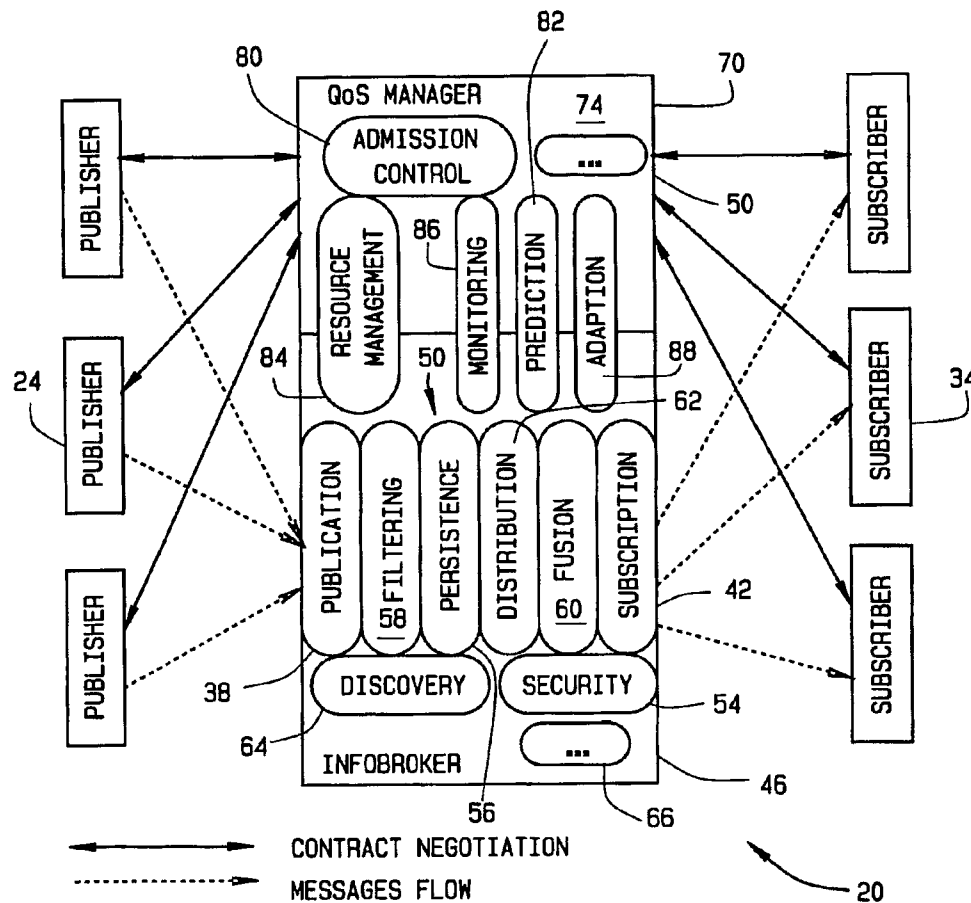 82
80
70
QoS MANAGER
74
ADMISSION
CONTROL
...
50
PUBLISHER
SUBSCRIBER
86
RESOURCE
MANAGEMENT
MONITORING
PREDICTION
ADAPTION
84
50
88
62
24
PUBLISHER
SUBSCRIBER
34
PUBLICATION
FILTERING
58
PERSISTENCE
DISTRIBUTION
FUSION
60
SUBSCRIPTION
42
PUBLISHER
SUBSCRIBER
38
DISCOVERY
SECURITY
54
64
...
INFOBROKER
46
56
66
CONTRACT NEGOTIATION
MESSAGES FLOW
20